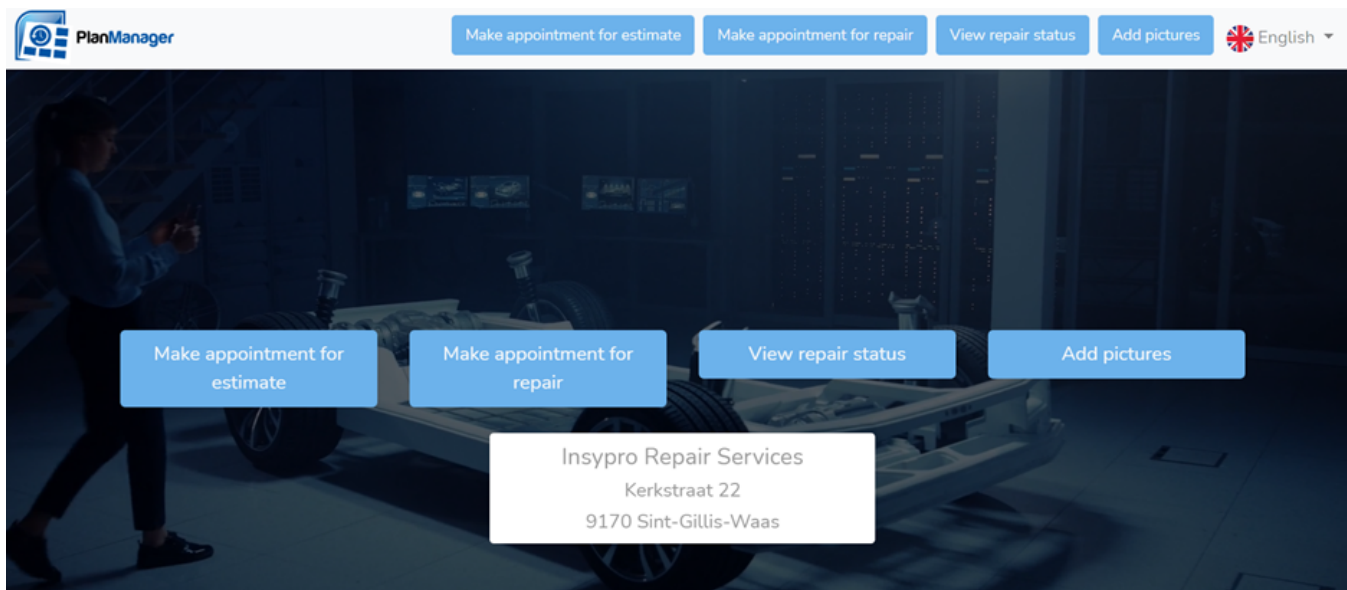 PlanManager
Make appointment for estimate
Make appointment for repair
View repair status
Add pictures
English
Make appointment for
estimate
Make appointment for
repair
View repair status
Add pictures
Insypro Repair Services
Kerkstraat 22
9170 Sint-Gillis-Waas